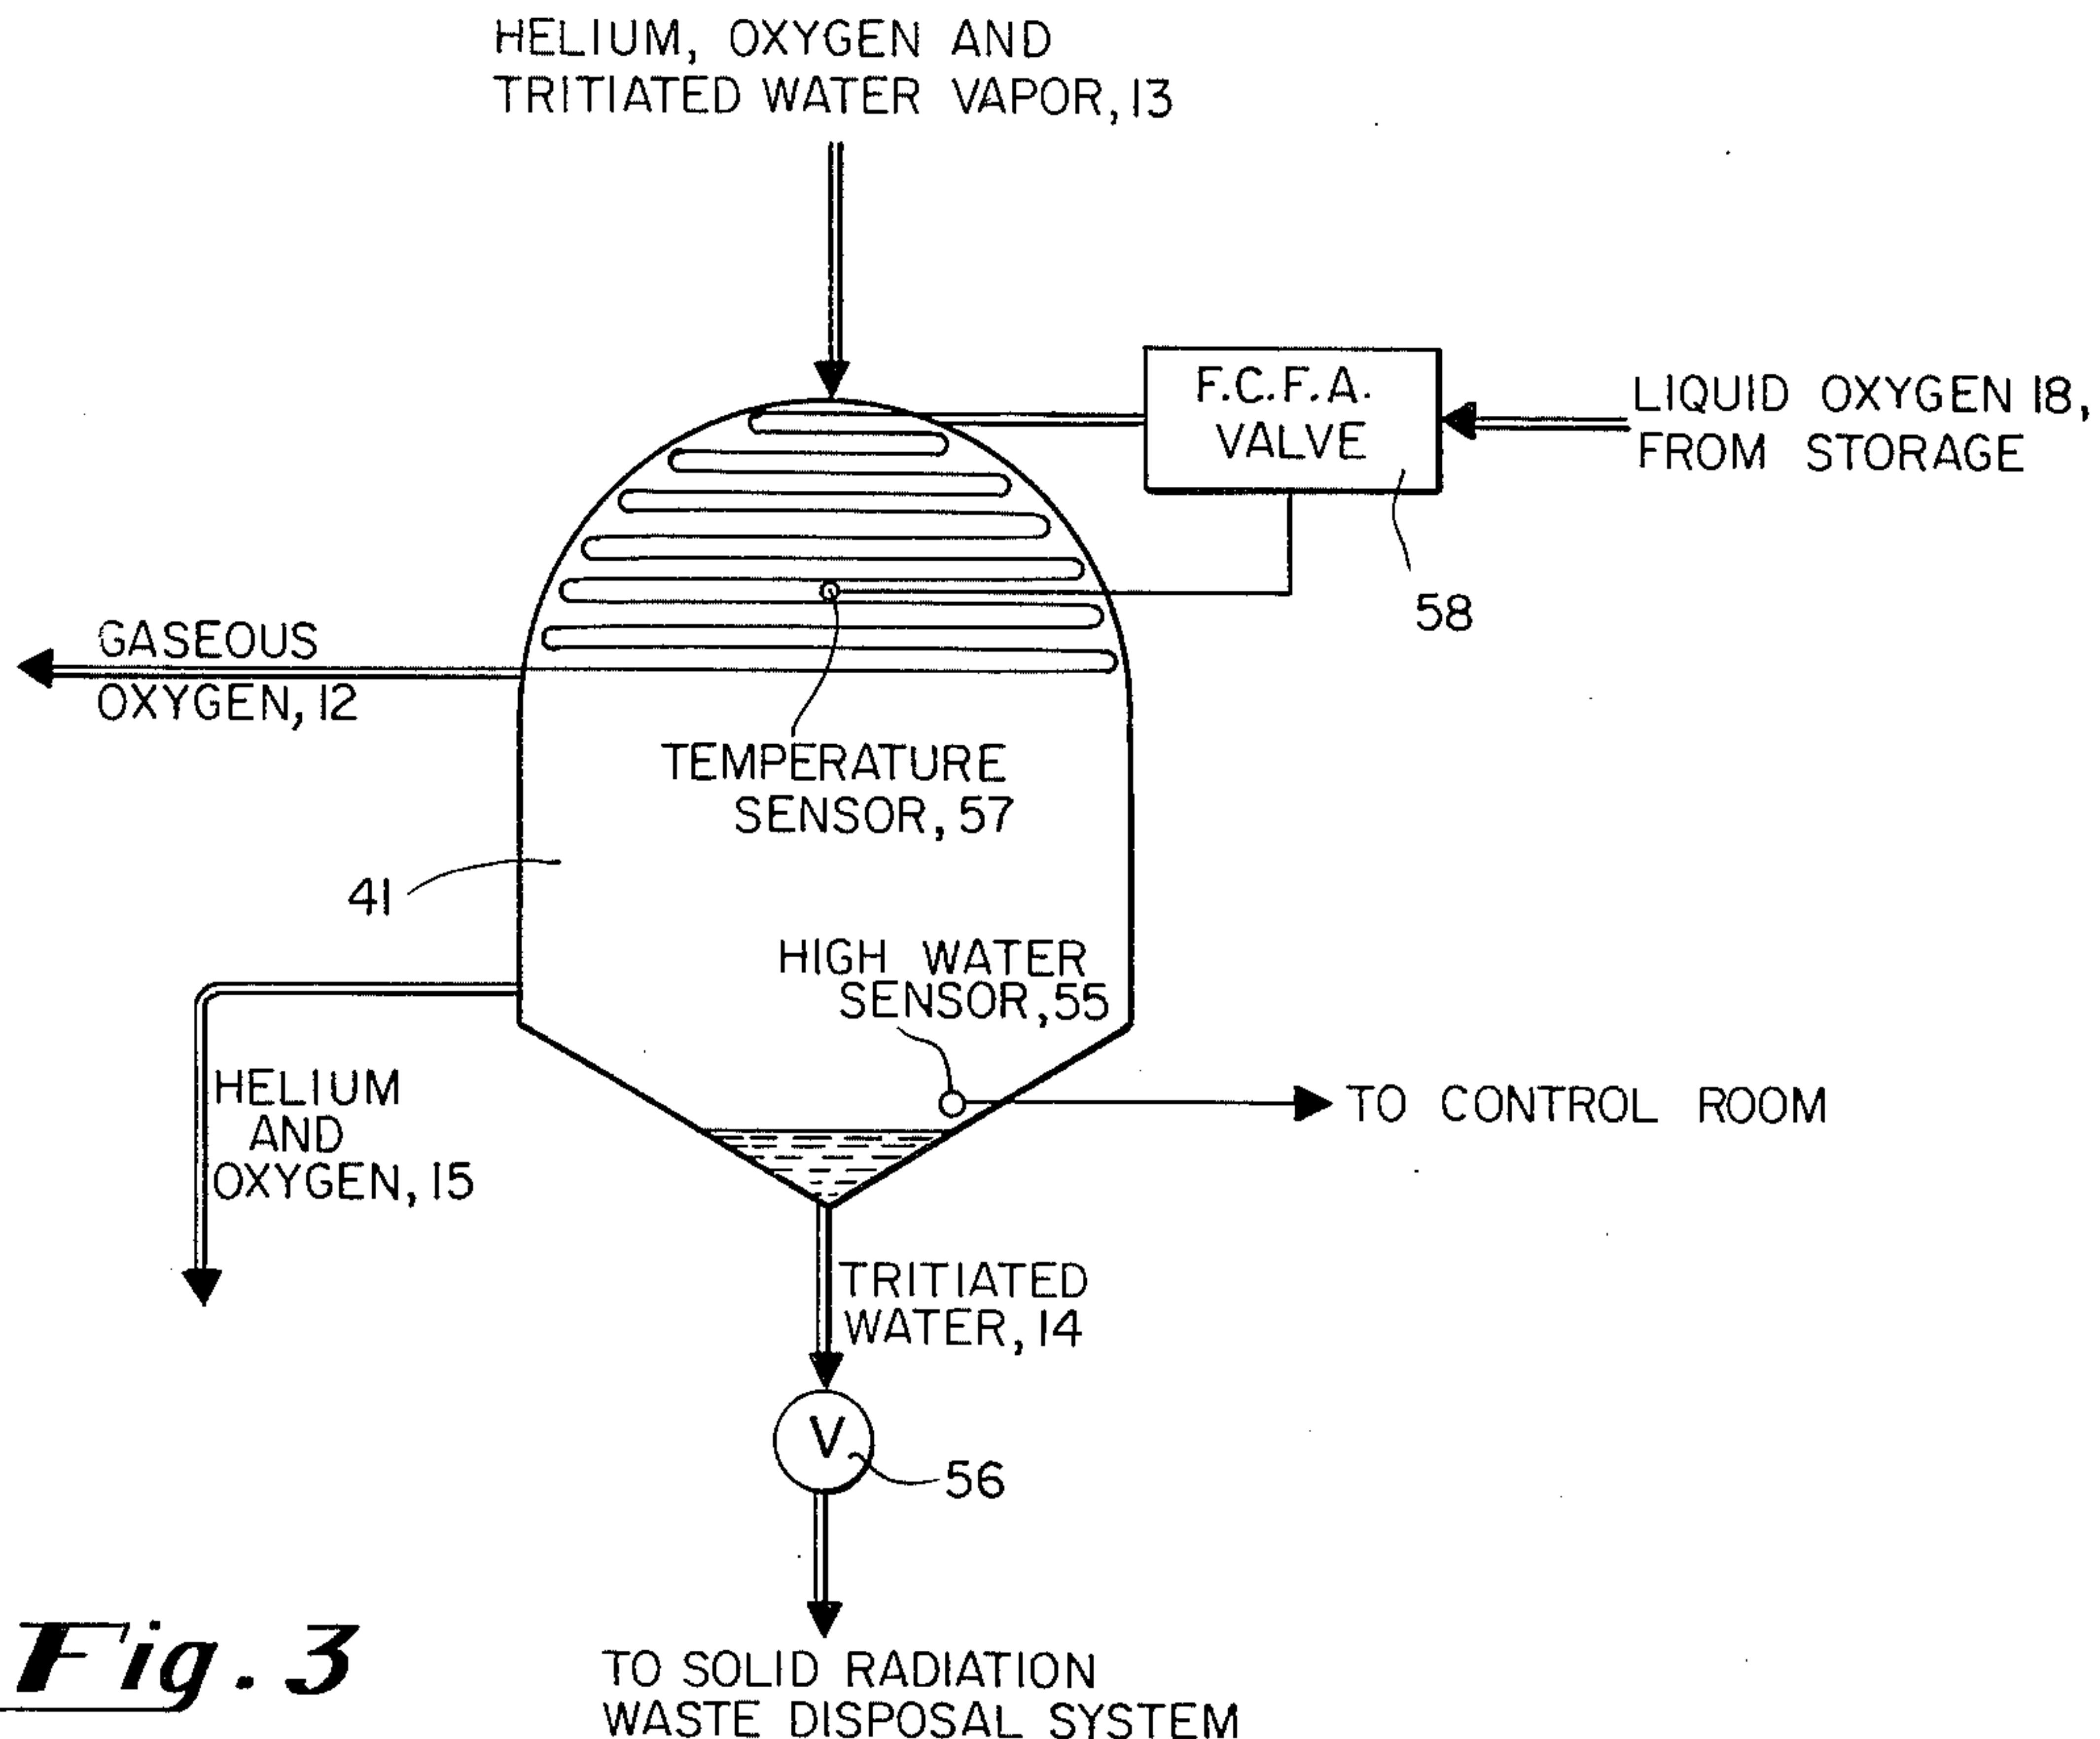 HELIUM, OXYGEN AND
TRITIATED WATER VAPOR, 13
F.C.F.A.
VALVE
LIQUID OXYGEN 18,
FROM STORAGE
58
GASEOUS
OXYGEN, 12
TEMPERATURE
SENSOR, 57
41
HIGH WATER
SENSOR, 55
TO CONTROL ROOM
HELIUM
AND
OXYGEN, 15
TRITIATED
WATER, 14
V
56
TO SOLID RADIATION
WASTE DISPOSAL SYSTEM
Fig. 3